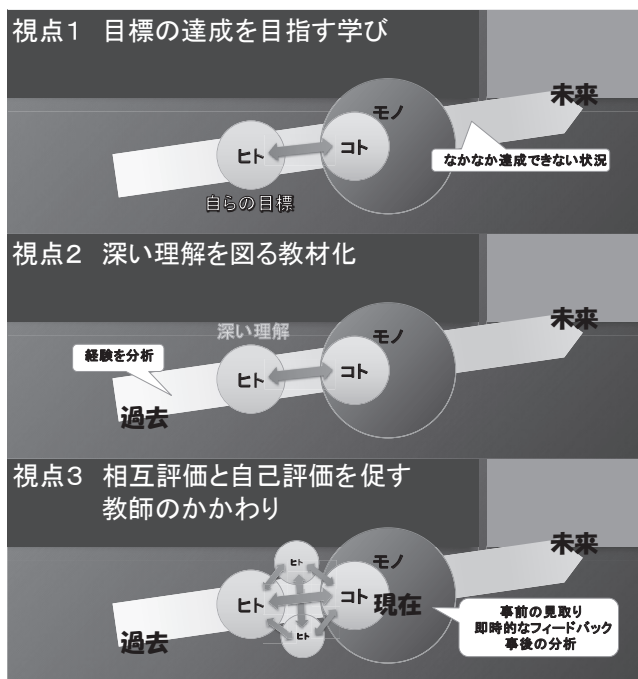 視点1 目標の達成を目指す学び
未来
モノ
ヒト
コト
なかなか達成できない状況
自らの目標
視点2 深い理解を図る教材化
未来
深い理解
モノ
経験を分析
ヒト
コト
過去
視点3 相互評価と自己評価を促す
教師のかかわり
未来
ヒト
モノ
ヒト
コト
現在
ヒト
過去
事前の見取り
即時的なフィードバック
事後の分析